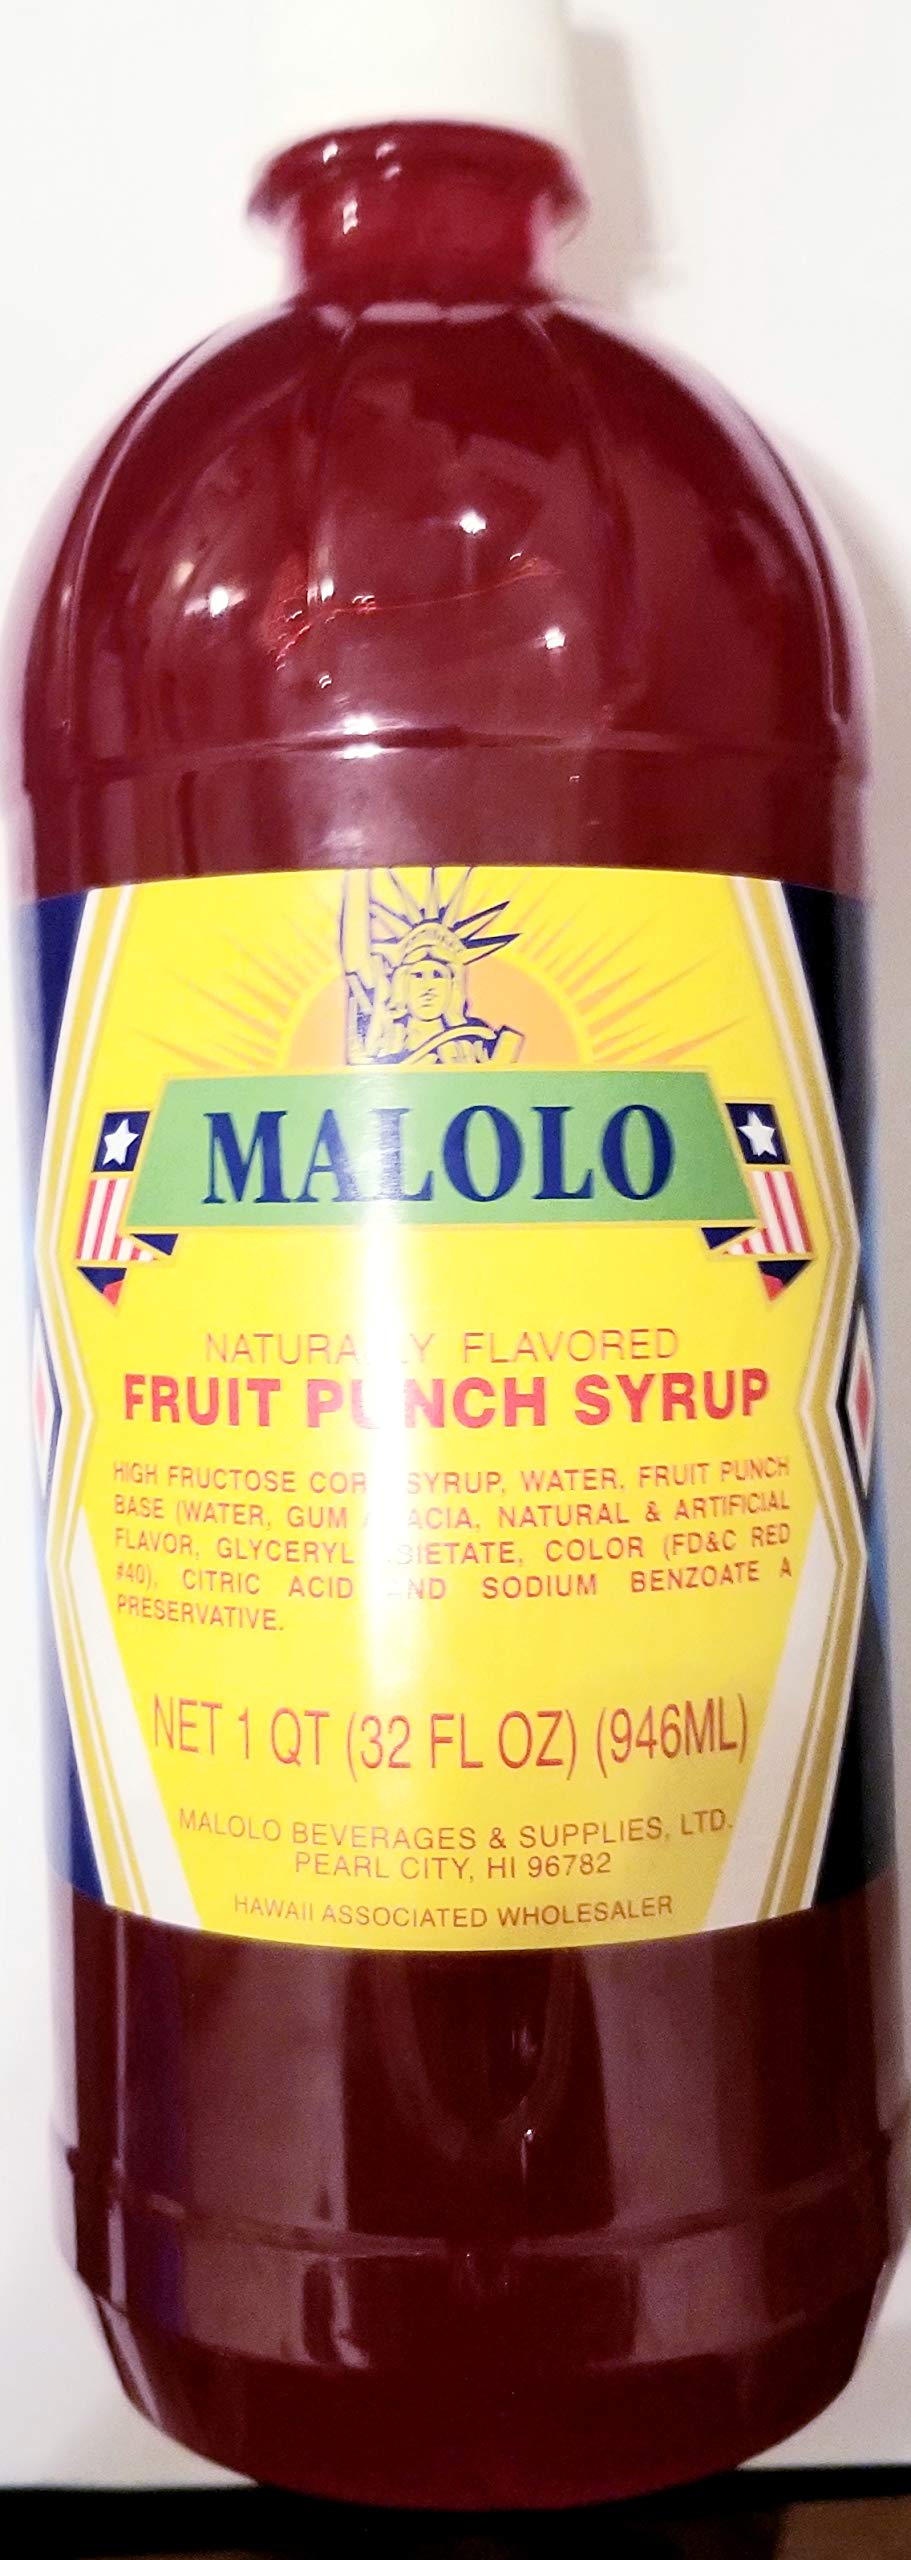 MALOLO
NATURALLY FLAVORED
FRUIT PUNCH SYRUP
HIGH FRUCTOSE CORN SYRUP, WATER, FRUIT PUNCH
BASE (WATER, GUM ACACIA, NATURAL & ARTIFICIAL
FLAVOR, GLYCERYL ABIETATE, COLOR (FD&C RED
#40), CITRIC ACID AND SODIUM BENZOATE A
PRESERVATIVE.
NET 1 QT (32 FL OZ) (946ML)
MALOLO BEVERAGES & SUPPLIES, LTD.
PEARL CITY, HI 96782
HAWAII ASSOCIATED WHOLESALER